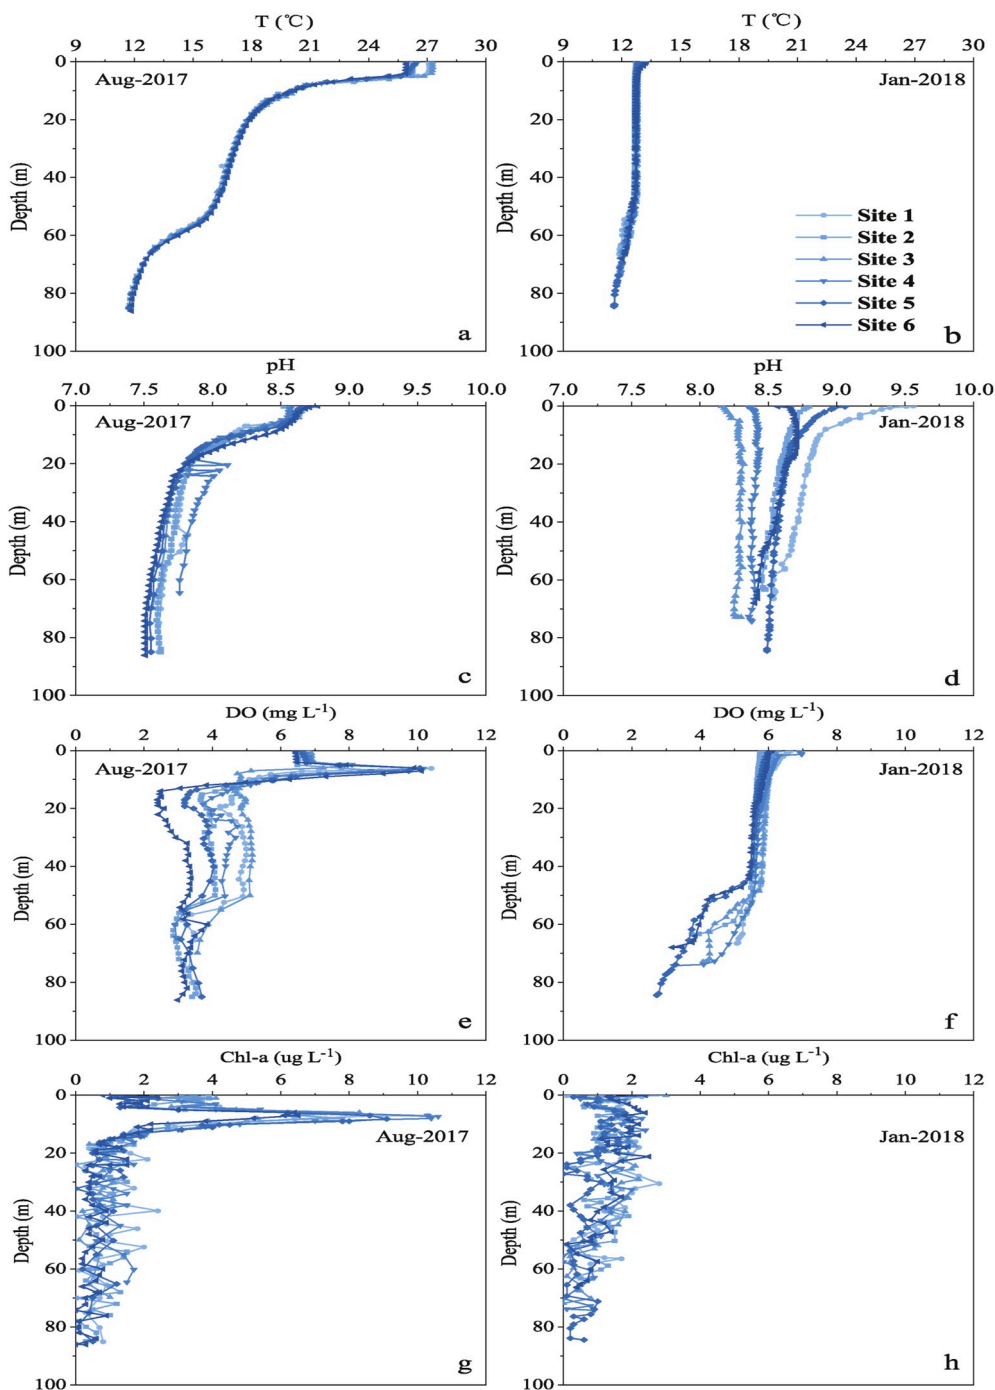 T (℃)
9 12 15 18 21 24 27 30
0
20
40
60
80
100
Depth (m)
Aug-2017
a
T (℃)
9 12 15 18 21 24 27 30
0
20
40
60
80
100
Depth (m)
Jan-2018
Site 1
Site 2
Site 3
Site 4
Site 5
Site 6
b
pH
7.0 7.5 8.0 8.5 9.0 9.5 10.0
0
20
40
60
80
100
Depth (m)
Aug-2017
c
pH
7.0 7.5 8.0 8.5 9.0 9.5 10.0
0
20
40
60
80
100
Depth (m)
Jan-2018
d
DO (mg L⁻¹)
0 2 4 6 8 10 12
0
20
40
60
80
100
Depth (m)
Aug-2017
e
DO (mg L⁻¹)
0 2 4 6 8 10 12
0
20
40
60
80
100
Depth (m)
Jan-2018
f
Chl-a (ug L⁻¹)
0 2 4 6 8 10 12
0
20
40
60
80
100
Depth (m)
Aug-2017
g
Chl-a (ug L⁻¹)
0 2 4 6 8 10 12
0
20
40
60
80
100
Depth (m)
Jan-2018
h